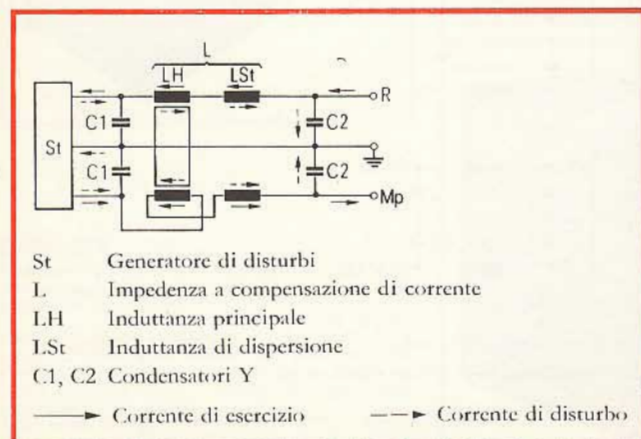 L
LH LSt
R
C1 C2
St
C1 C2
Mp
St Generatore di disturbi
L Impedenza a compensazione di corrente
LH Induttanza principale
LSt Induttanza di dispersione
C1, C2 Condensatori Y
Corrente di esercizio Corrente di disturbo